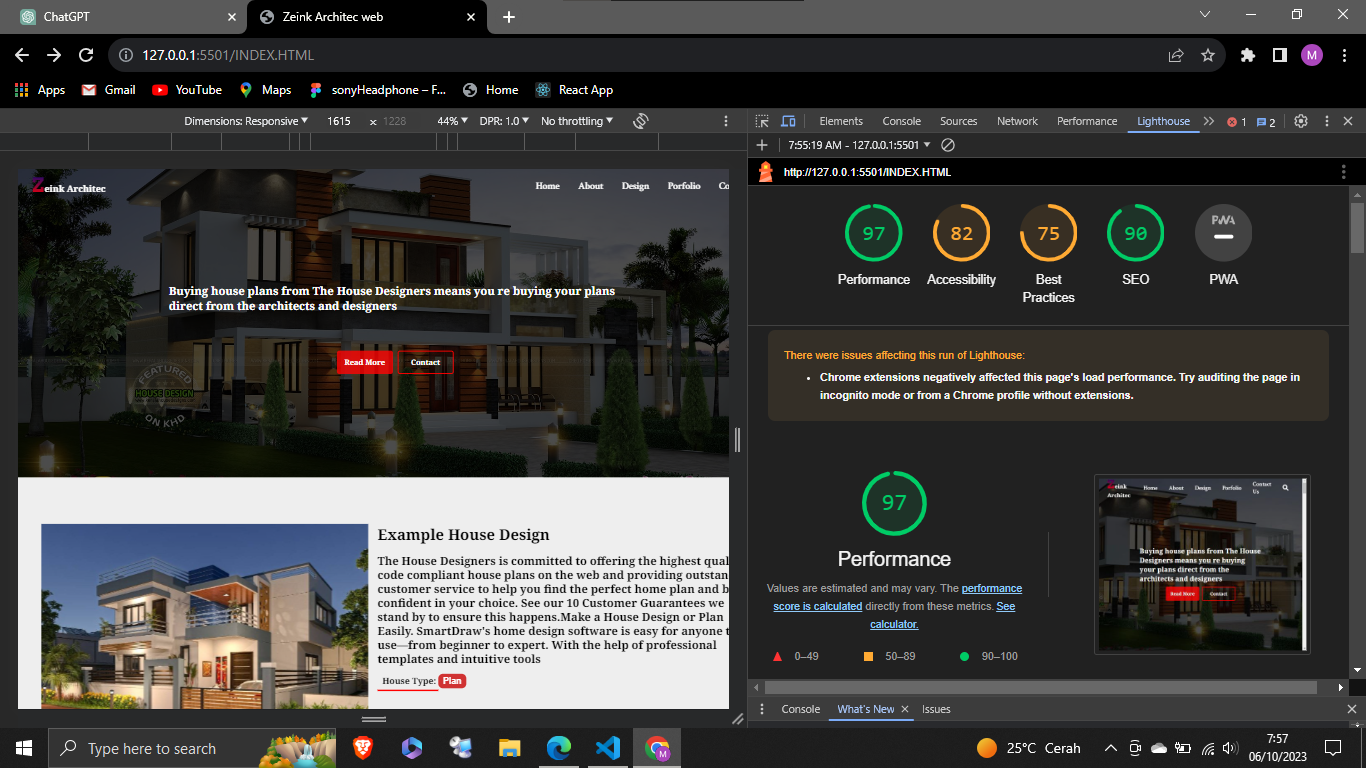 ChatGPT
Zeink Architec web
127.0.0.1:5501/INDEX.HTML
M
Apps
Gmail
YouTube
Maps
sonyHeadphone – F...
Home
React App
Dimensions: Responsive
1615
×
1228
44%
DPR: 1.0
No throttling
Elements
Console
Sources
Network
Performance
Lighthouse
1
2
7:55:19 AM - 127.0.0.1:5501
http://127.0.0.1:5501/INDEX.HTML
Zeink Architec
Home
About
Design
Porfolio
Co
Buying house plans from The House Designers means you re buying your plans
direct from the architects and designers
Read More
Contact
FEATURED
HOUSE DESIGN
ON KHD
Example House Design
The House Designers is committed to offering the highest qual
code compliant house plans on the web and providing outstan
customer service to help you find the perfect home plan and b
confident in your choice. See our 10 Customer Guarantees we
stand by to ensure this happens.Make a House Design or Plan
Easily. SmartDraw's home design software is easy for anyone t
use—from beginner to expert. With the help of professional
templates and intuitive tools
House Type: Plan
97
82
75
90
PWA
Performance
Accessibility
Best
Practices
SEO
PWA
There were issues affecting this run of Lighthouse:
Chrome extensions negatively affected this page's load performance. Try auditing the page in
incognito mode or from a Chrome profile without extensions.
97
Performance
Values are estimated and may vary. The performance
score is calculated directly from these metrics. See
calculator.
0–49
50–89
90–100
Zeink
Architec
Home
About
Design
Porfolio
Contact
Us
Buying house plans from The House
Designers means you re buying
your plans direct from the
architects and designers
Read More
Contact
Console
What's New
Issues
Type here to search
M
25°C Cerah
7:57
06/10/2023